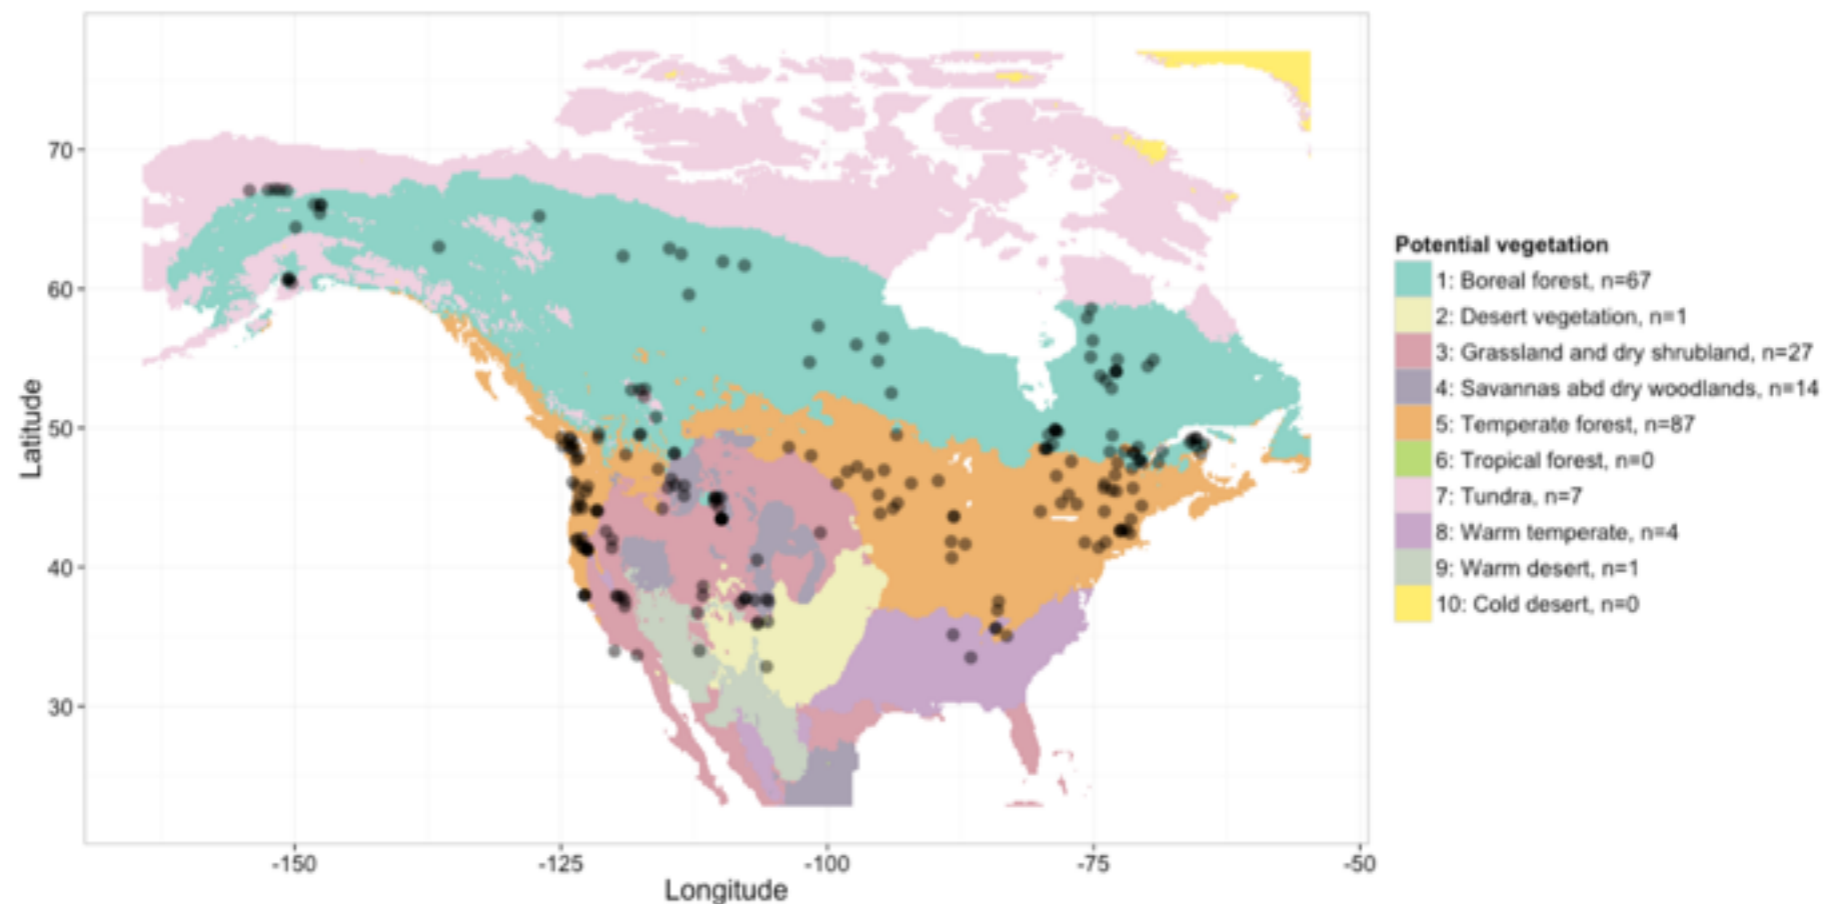 Latitude
70
60
50
40
30
-150
-125
-100
-75
-50
Longitude
Potential vegetation
1: Boreal forest, n=67
2: Desert vegetation, n=1
3: Grassland and dry shrubland, n=27
4: Savannas abd dry woodlands, n=14
5: Temperate forest, n=87
6: Tropical forest, n=0
7: Tundra, n=7
8: Warm temperate, n=4
9: Warm desert, n=1
10: Cold desert, n=0